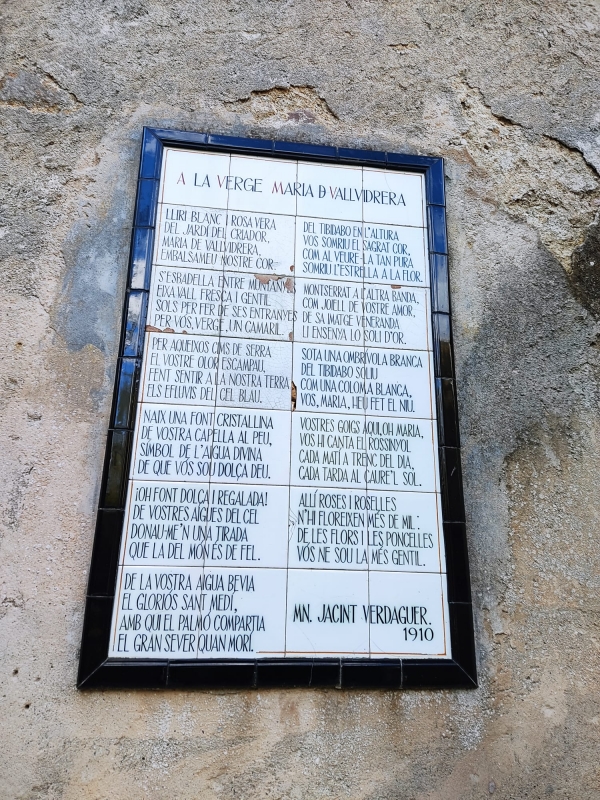 A LA VERGE MARIA D VALLVIDRERA
LLIRI BLANC I ROSA VERA
DEL JARDÍ DEL CRIADOR,
MARIA DE VALLVIDRERA,
EMBALSAMEU NOSTRE COR.
S'ESBADELLA ENTRE MUNTANYES
EIXA VALL FRESCA I GENTIL
SOLS PER FER DE SES ENTRANYES
PER VOS, VERGE, UN CAMARIL.
PER AQUEIXOS CIMS DE SERRA
EL VOSTRE OLOR ESCAMPAU,
FENT SENTIR A LA NOSTRA TERRA
ELS EFLUVIS DEL CEL BLAU.
NAIX UNA FONT CRISTAL·LINA
DE VOSTRA CAPELLA AL PEU,
SÍMBOL DE L'AIGUA DIVINA
DE QUE VÓS SOU DOLÇA DEU.
¡OH FONT DOLÇA I REGALADA!
DE VOSTRES AIGUES DEL CEL
DONAU-ME'N UNA TIRADA
QUE LA DEL MÓN ÉS DE FEL.
DE LA VOSTRA AIGUA BEVIA
EL GLORIÓS SANT MEDÍ,
AMB QUI EL PALMÓ COMPARTIA
EL GRAN SEVER QUAN MORÍ.
DEL TIBIDABO EN L'ALTURA
VOS SOMRIU EL SAGRAT COR,
COM AL VEURE-LA TAN PURA
SOMRIU L'ESTRELLA A LA FLOR.
MONTSERRAT A L'ALTRA BANDA,
COM JOIELL DE VOSTRE AMOR,
DE SA IMATGE VENERANDA
LI ENSENYA LO SOLI D'OR.
SOTA UNA OMBRÍVOLA BRANCA
DEL TIBIDABO SOLIU
COM UNA COLOMA BLANCA,
VOS, MARIA, HEU FET EL NIU.
VOSTRES GOIGS AQUI OH MARIA,
VOS HI CANTA EL ROSSINYOL
CADA MATÍ A TRENC DEL DIA,
CADA TARDA AL CAURE'L SOL.
ALLÍ ROSES I ROSELLES
N'HI FLOREIXEN MÉS DE MIL:
DE LES FLORS I LES PONCELLES
VÓS NE SOU LA MÉS GENTIL.
MN. JACINT VERDAGUER.
1910